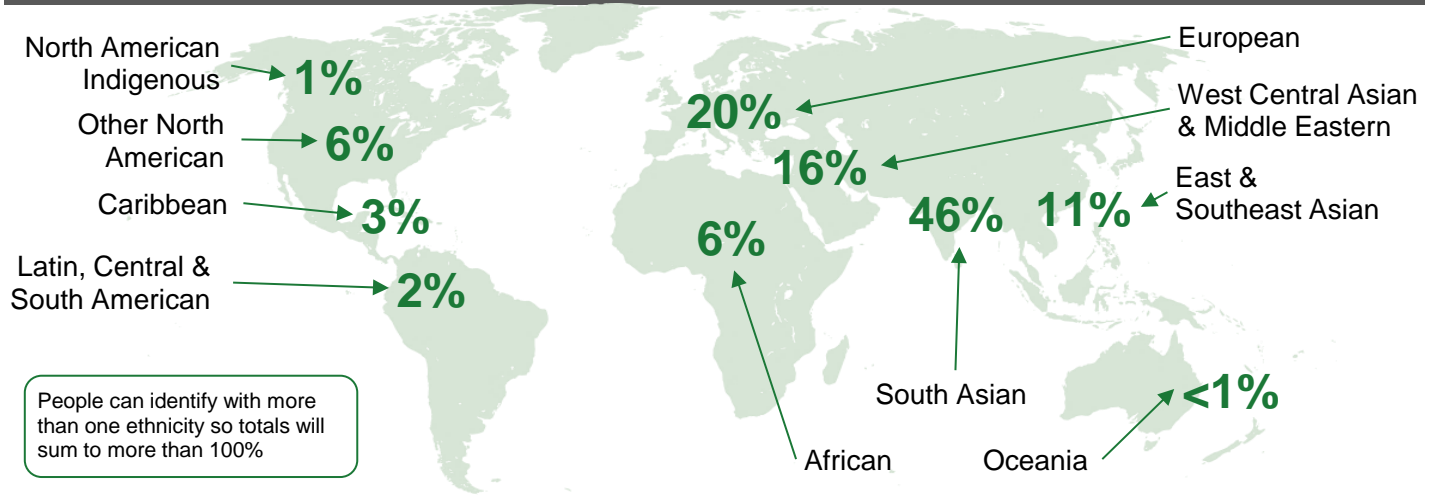 North American
Indigenous
1%
Other North
American
6%
Caribbean
3%
Latin, Central &
South American
2%
People can identify with more
than one ethnicity so totals will
sum to more than 100%
European
20%
West Central Asian
& Middle Eastern
16%
East &
Southeast Asian
11%
46%
South Asian
6%
African
Oceania
<1%